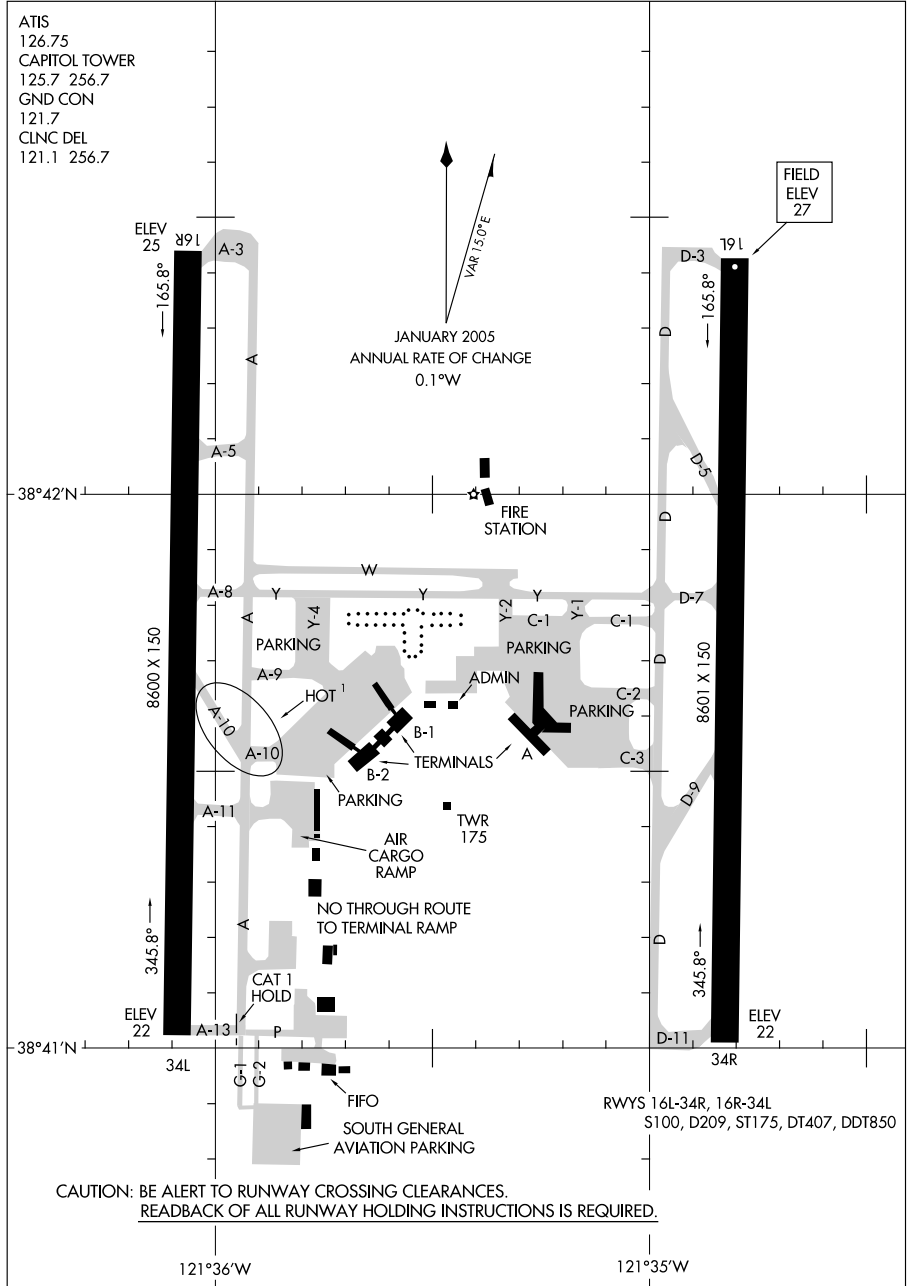 ATIS
126.75
CAPITOL TOWER
125.7 256.7
GND CON
121.7
CLNC DEL
121.1 256.7
FIELD
ELEV
27
VAR 15.0°E
JANUARY 2005
ANNUAL RATE OF CHANGE
0.1°W
ELEV
25
16R
A-3
165.8°
16L
D-3
165.8°
A
D
A-5
D-5
38°42'N
FIRE
STATION
D
W
A-8
Y
Y
Y
D-7
A
Y-4
Y-2
C-1
Y-1
C-1
PARKING
PARKING
D
8600 X 150
8601 X 150
A-9
HOT 1
ADMIN
C-2
PARKING
A-10
A-10
B-1
B-2
TERMINALS
A
C-3
PARKING
D-9
A-11
AIR
CARGO
RAMP
TWR
175
NO THROUGH ROUTE
TO TERMINAL RAMP
A
D
345.8°
345.8°
CAT 1
HOLD
ELEV
22
A-13
P
ELEV
22
D-11
38°41'N
34L
34R
G-1
G-2
FIFO
SOUTH GENERAL
AVIATION PARKING
RWYS 16L-34R, 16R-34L
S100, D209, ST175, DT407, DDT850
CAUTION: BE ALERT TO RUNWAY CROSSING CLEARANCES.
READBACK OF ALL RUNWAY HOLDING INSTRUCTIONS IS REQUIRED.
121°36'W
121°35'W